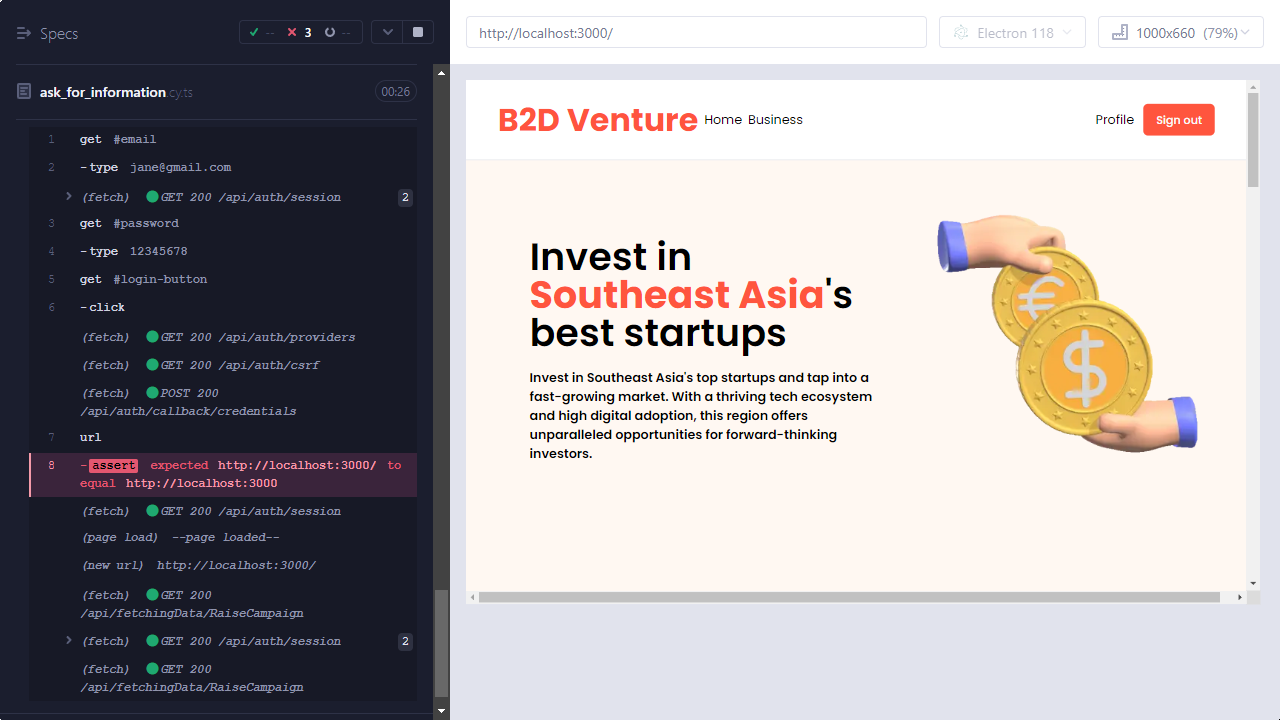 Specs
-- 3 --
ask_for_information.cy.ts 00:26
1 get #email
2 -type jane@gmail.com
(fetch) GET 200 /api/auth/session 2
3 get #password
4 -type 12345678
5 get #login-button
6 -click
(fetch) GET 200 /api/auth/providers
(fetch) GET 200 /api/auth/csrf
(fetch) POST 200
/api/auth/callback/credentials
7 url
8 -assert expected http://localhost:3000/ to
equal http://localhost:3000
(fetch) GET 200 /api/auth/session
(page load) --page loaded--
(new url) http://localhost:3000/
(fetch) GET 200
/api/fetchingData/RaiseCampaign
(fetch) GET 200 /api/auth/session 2
(fetch) GET 200
/api/fetchingData/RaiseCampaign
http://localhost:3000/
Electron 118
1000x660 (79%)
B2D Venture Home Business Profile Sign out
Invest in
Southeast Asia's
best startups
Invest in Southeast Asia's top startups and tap into a
fast-growing market. With a thriving tech ecosystem
and high digital adoption, this region offers
unparalleled opportunities for forward-thinking
investors.
€
$